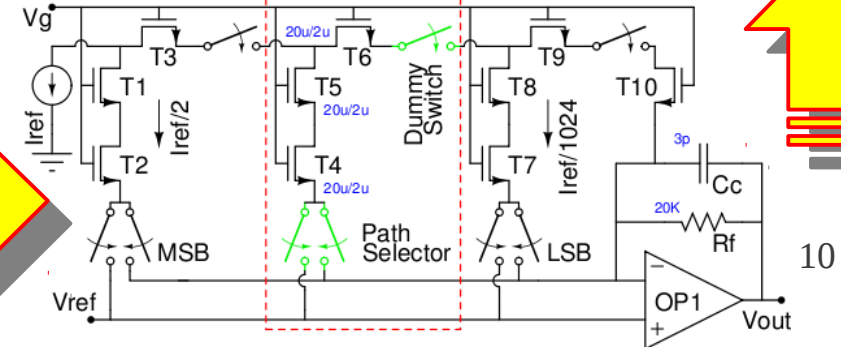 Vg
T3
20u/2u
T6
T9
T1
T5
T8
T10
20u/2u
Dummy
Switch
Iref
Iref/2
Iref/1024
T2
T4
T7
3p
Cc
20u/2u
20K
Rf
MSB
Path
Selector
LSB
10
Vref
OP1
Vout